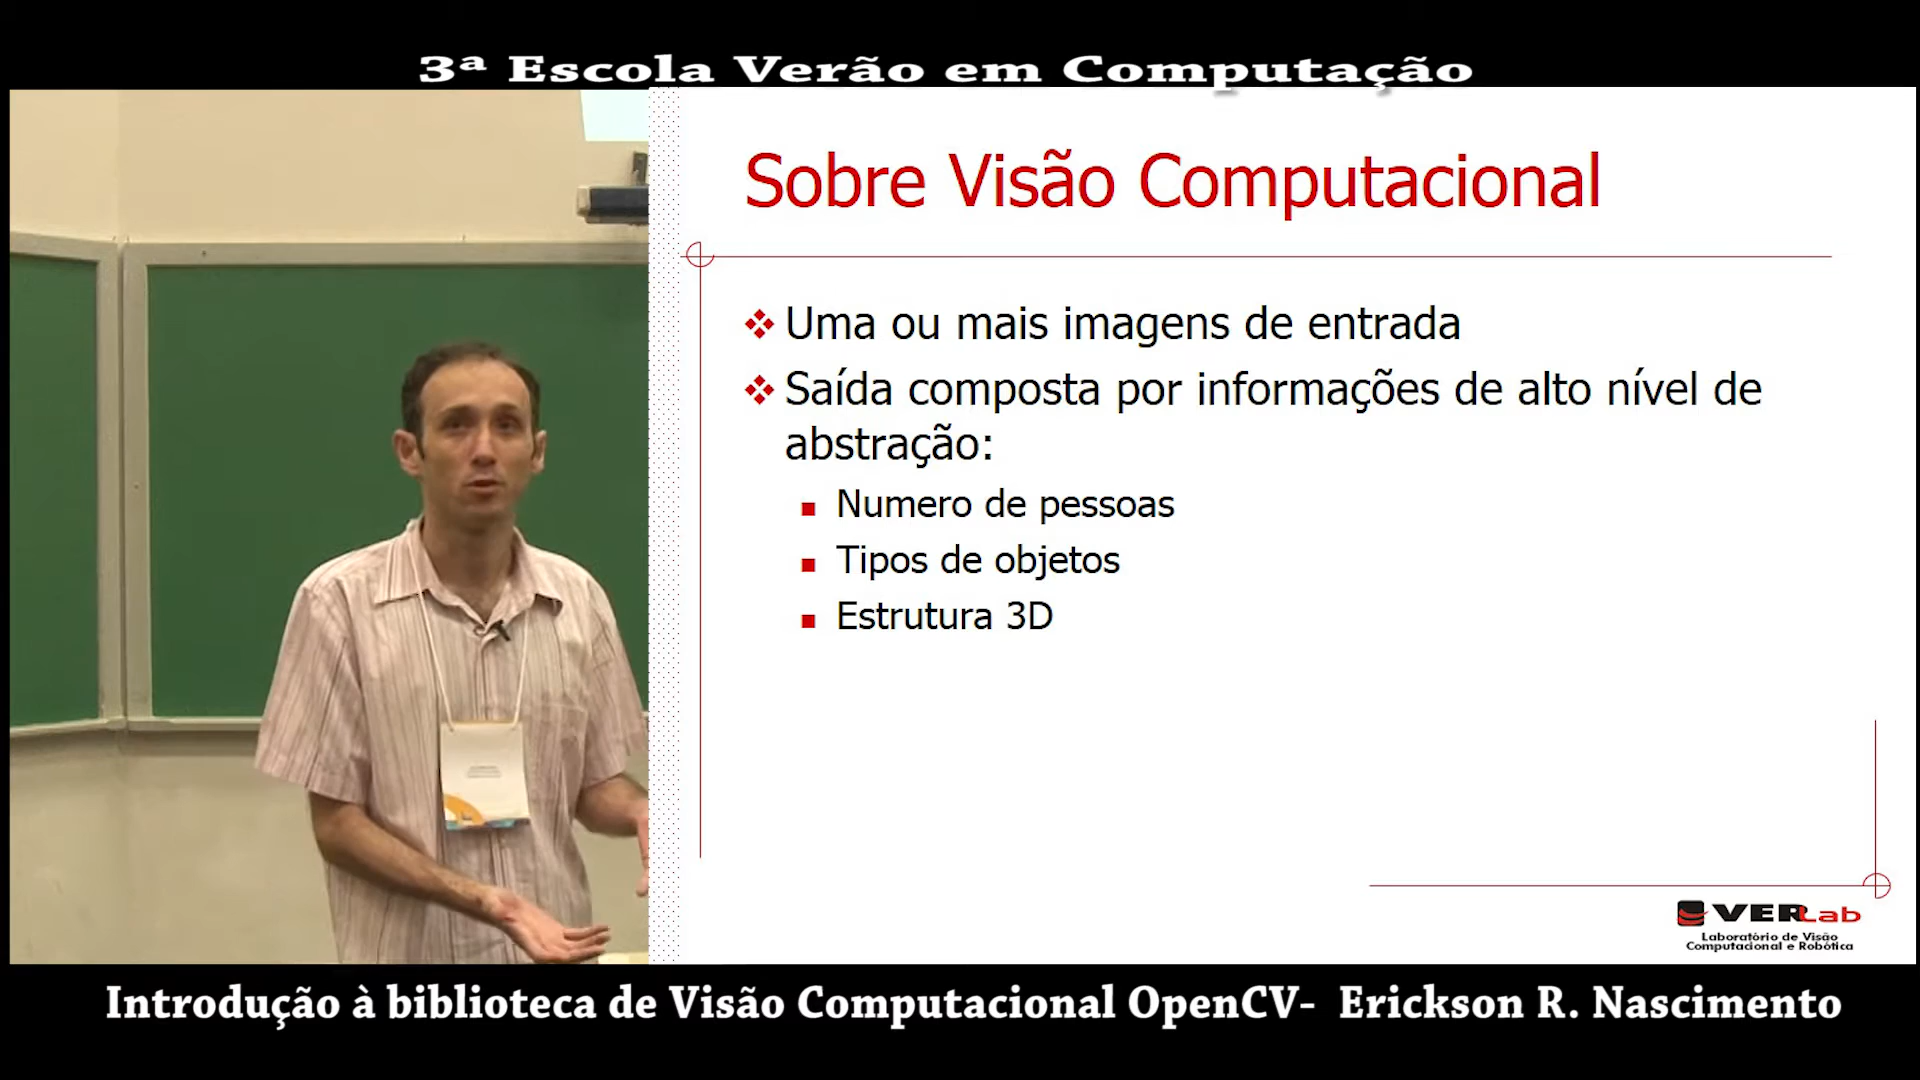 3ª Escola Verão em Computação
Sobre Visão Computacional
Uma ou mais imagens de entrada
Saída composta por informações de alto nível de
abstração:
Numero de pessoas
Tipos de objetos
Estrutura 3D
VERLab
Laboratório de Visão
Computacional e Robótica
Introdução à biblioteca de Visão Computacional OpenCV- Erickson R. Nascimento